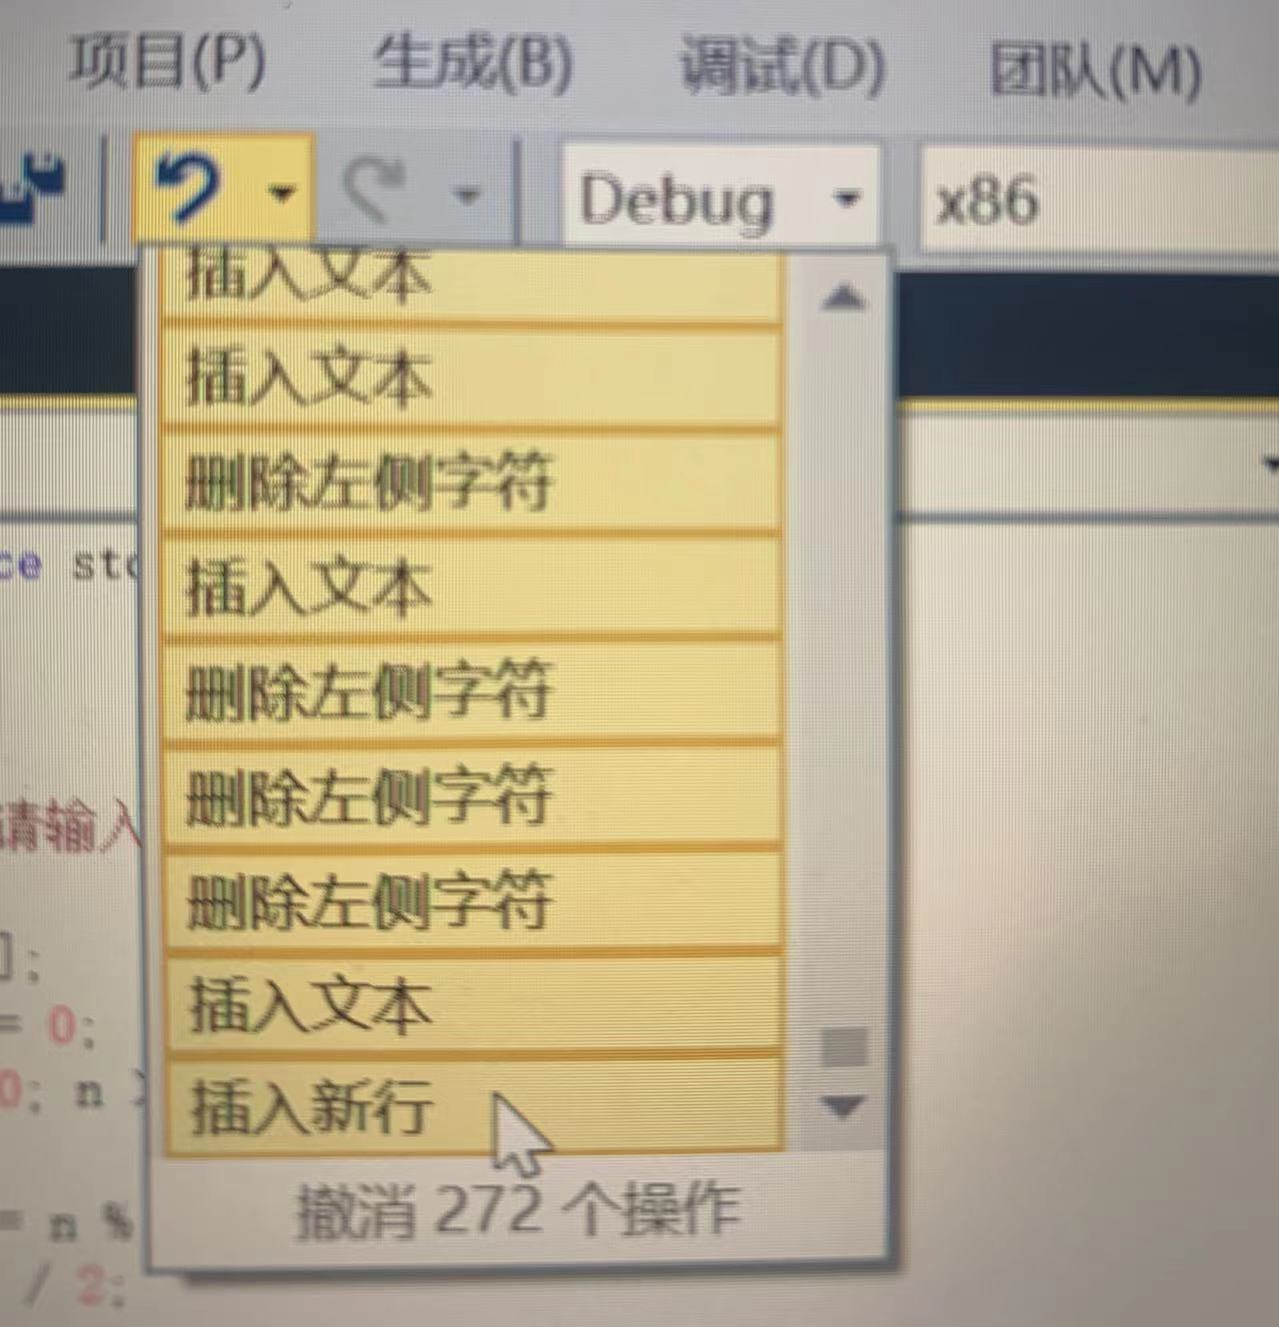 项目(P) 生成(B) 调试(D) 团队(M)
Debug x86
插入文本
插入文本
删除左侧字符
插入文本
删除左侧字符
删除左侧字符
删除左侧字符
插入文本
插入新行
撤消 272 个操作
ce
请输入
];
= 0;
0; n
= n %
/ 2;